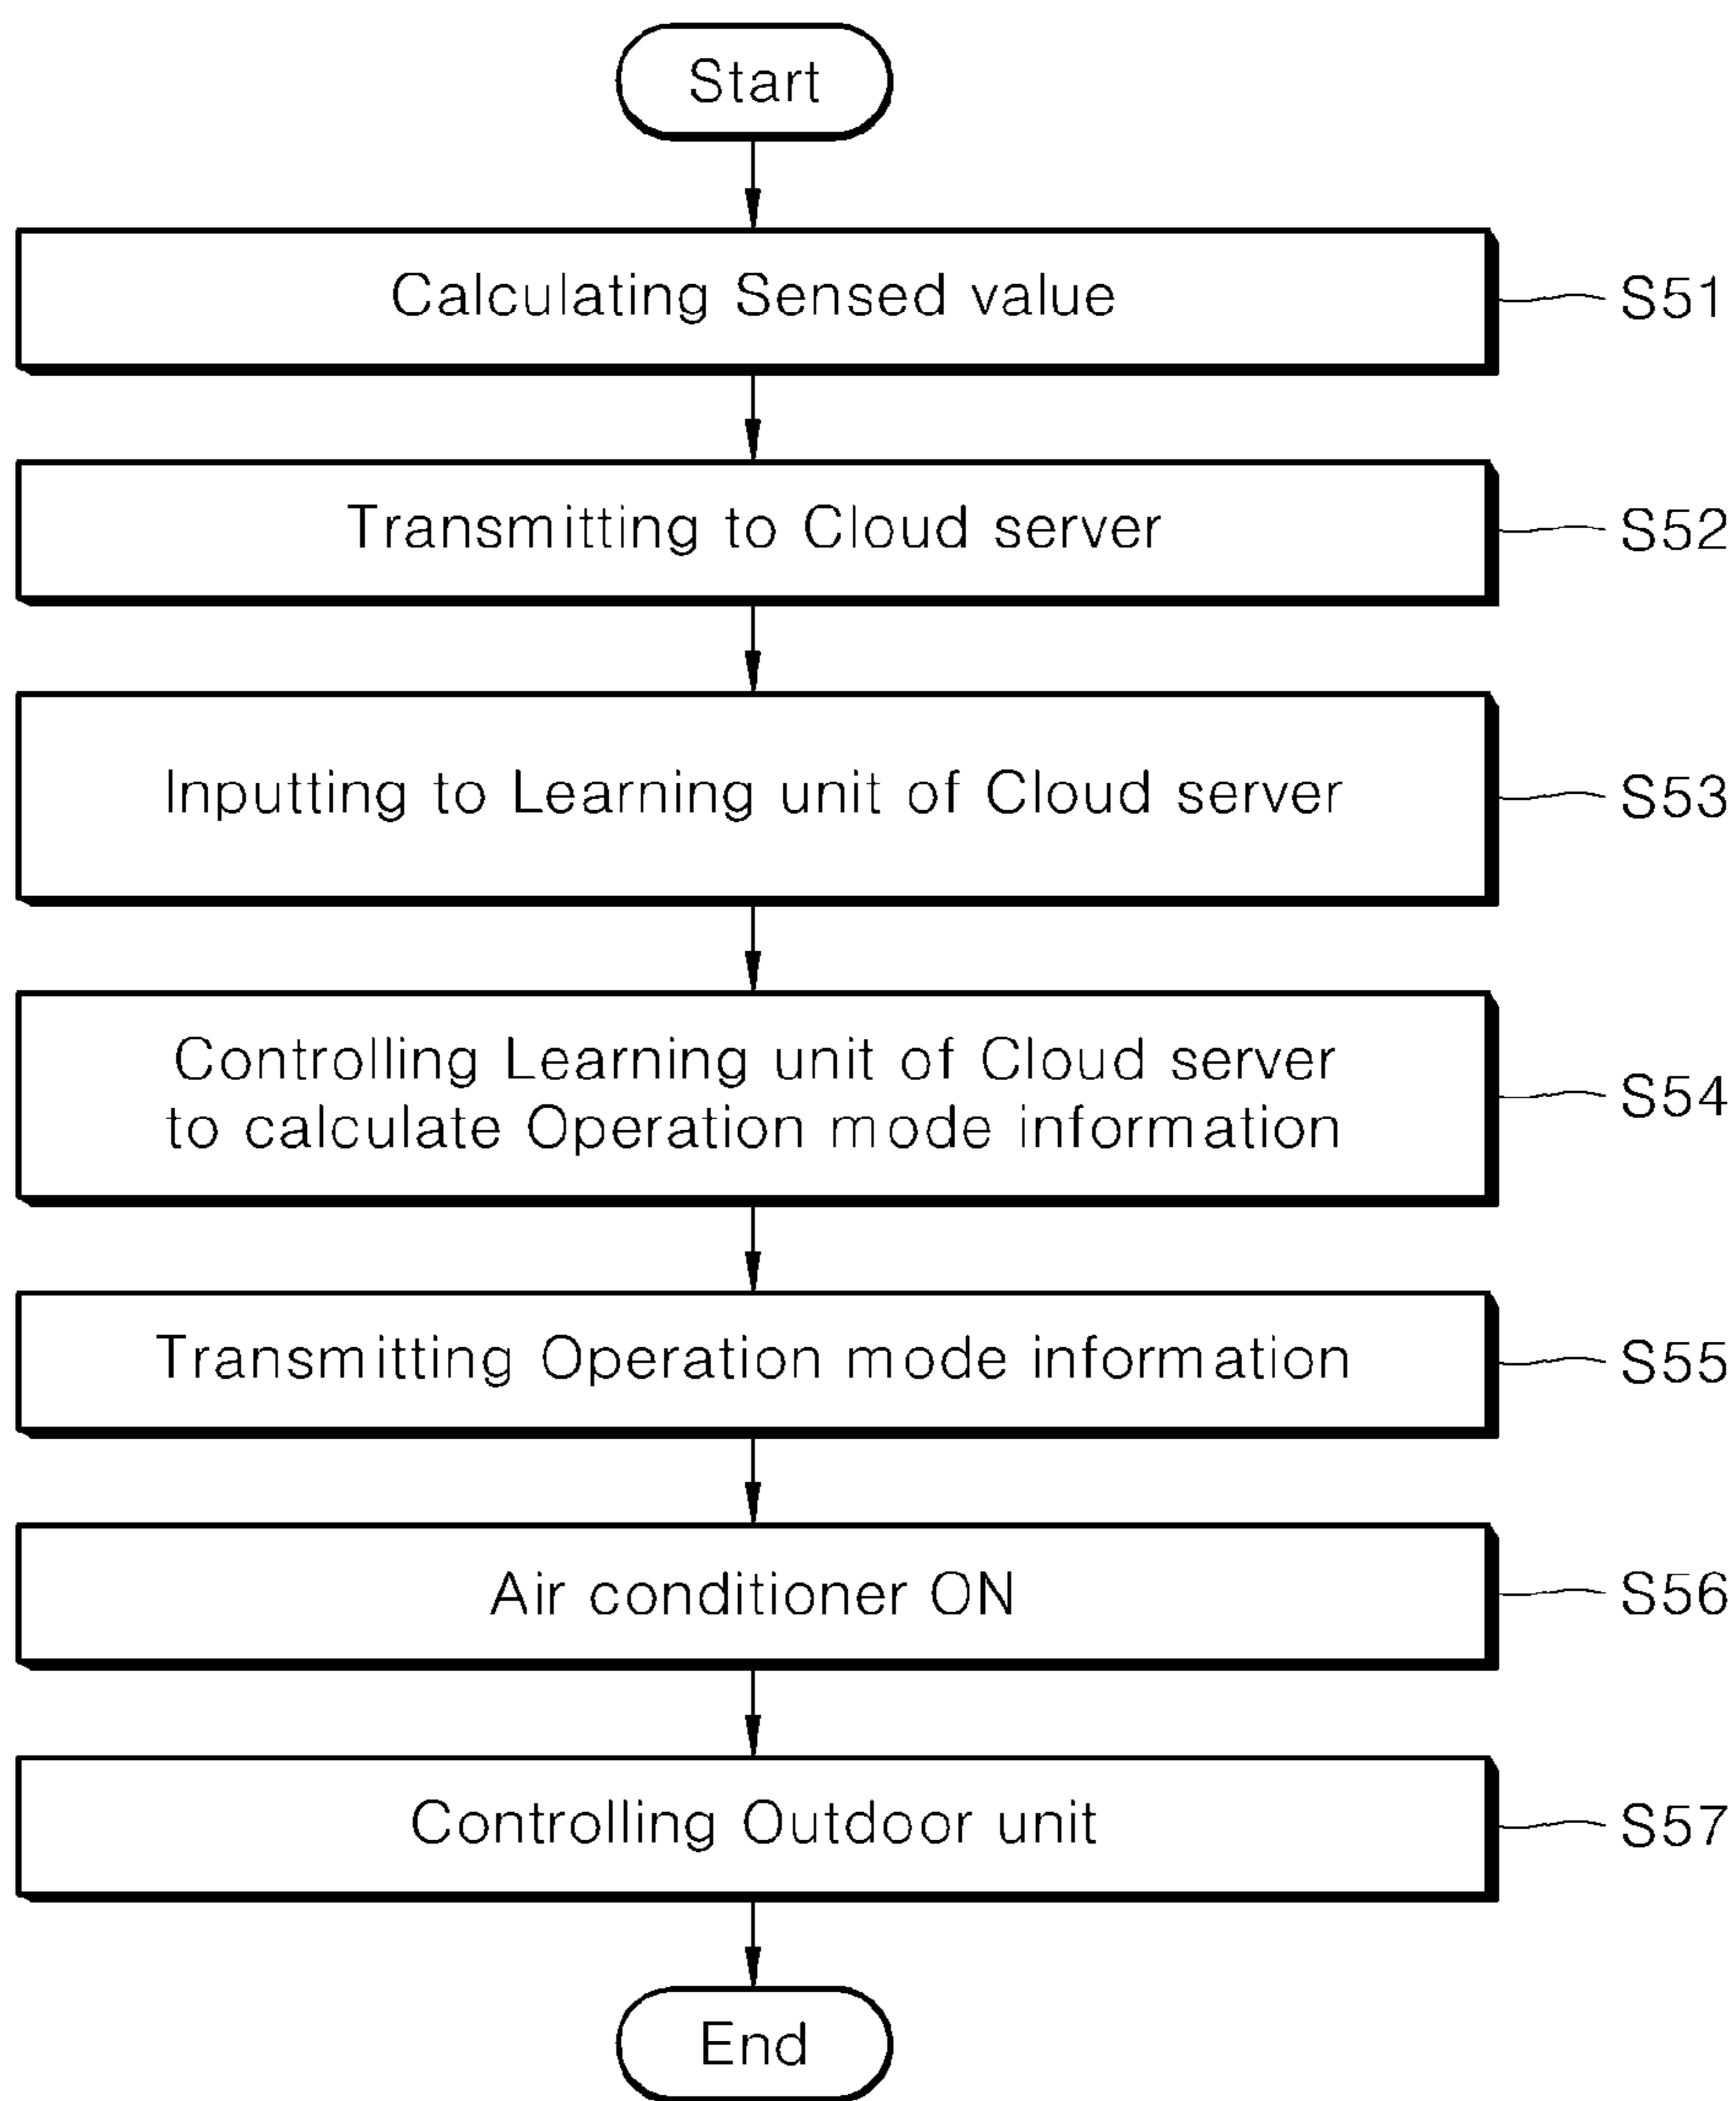 Start
Calculating Sensed value
S51
Transmitting to Cloud server
S52
Inputting to Learning unit of Cloud server
S53
Controlling Learning unit of Cloud server
to calculate Operation mode information
S54
Transmitting Operation mode information
S55
Air conditioner ON
S56
Controlling Outdoor unit
S57
End